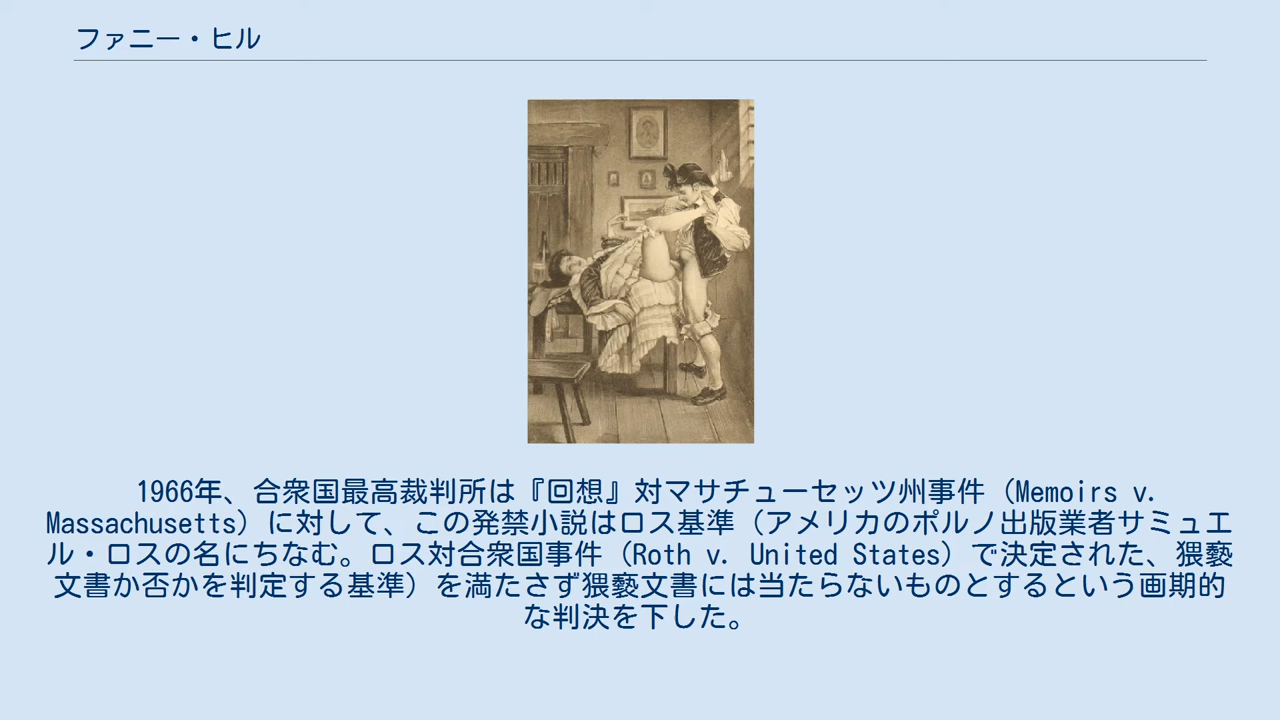 ファニー・ヒル
1966年、合衆国最高裁判所は『回想』対マサチューセッツ州事件（Memoirs v.
Massachusetts）に対して、この発禁小説はロス基準（アメリカのポルノ出版業者サミュエ
ル・ロスの名にちなむ。ロス対合衆国事件（Roth v. United States）で決定された、猥褻
文書か否かを判定する基準）を満たさず猥褻文書には当たらないものとするという画期的
な判決を下した。